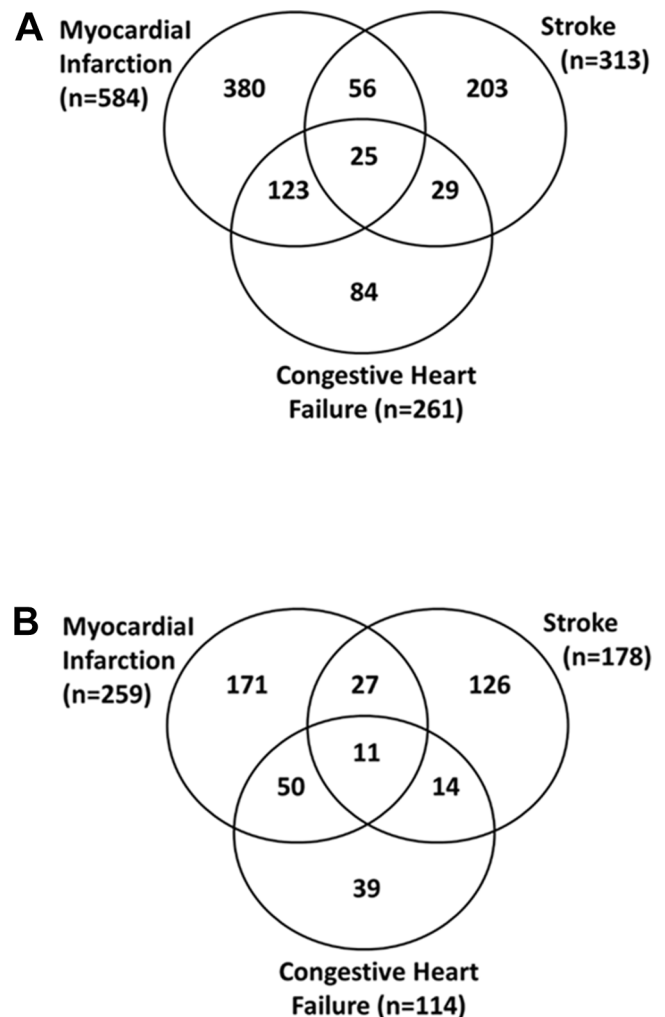 A
Myocardial
Infarction
(n=584)
Stroke
(n=313)
380
56
203
25
123
29
84
Congestive Heart
Failure (n=261)
B
Myocardial
Infarction
(n=259)
Stroke
(n=178)
171
27
126
11
50
14
39
Congestive Heart
Failure (n=114)